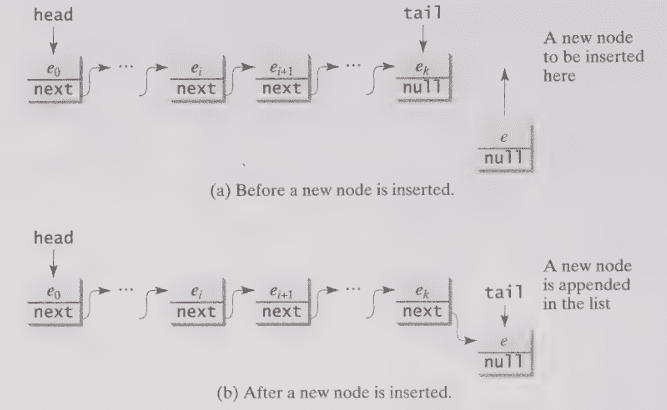 head
tail
A new node
to be inserted
here
e0 ... ei ei+1 ... ek
next next next null
e
null
(a) Before a new node is inserted.
head
A new node
is appended
in the list
e0 ... ei ei+1 ... ek
tail
next next next next
e
null
(b) After a new node is inserted.